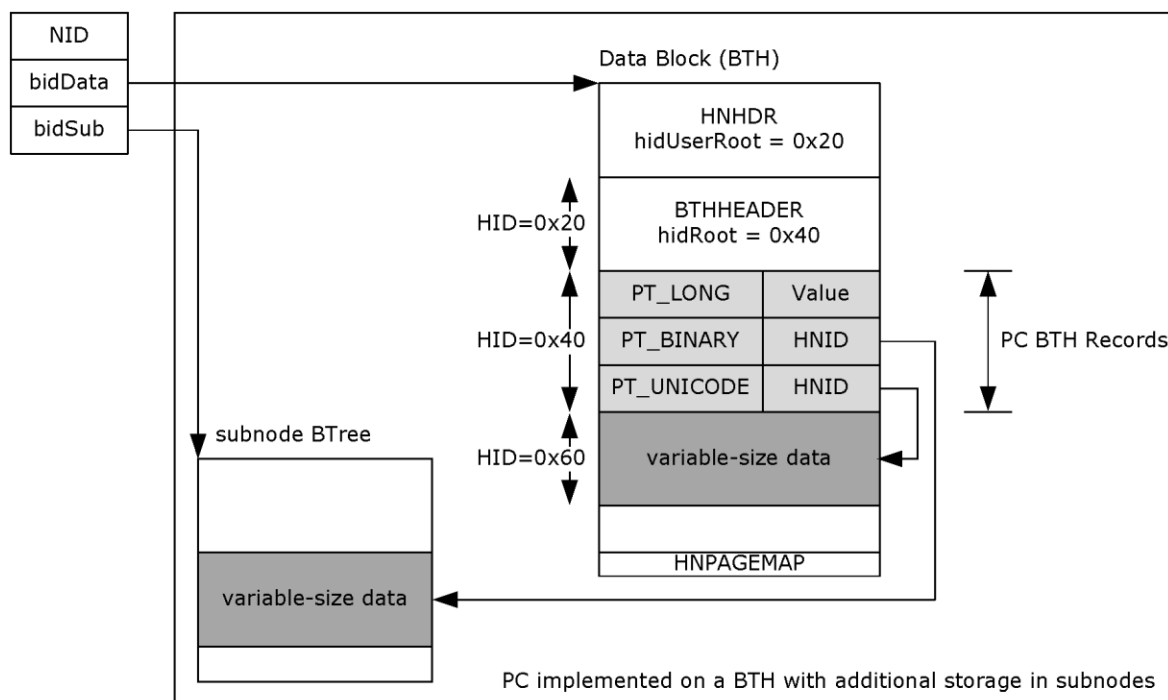 NID
bidData
bidSub
Data Block (BTH)
HNHDR
hidUserRoot = 0x20
HID=0x20
BTHHEADER
hidRoot = 0x40
HID=0x40
PT_LONG Value
PT_BINARY HNID
PT_UNICODE HNID
PC BTH Records
HID=0x60
variable-size data
HNPAGEMAP
subnode BTree
variable-size data
PC implemented on a BTH with additional storage in subnodes